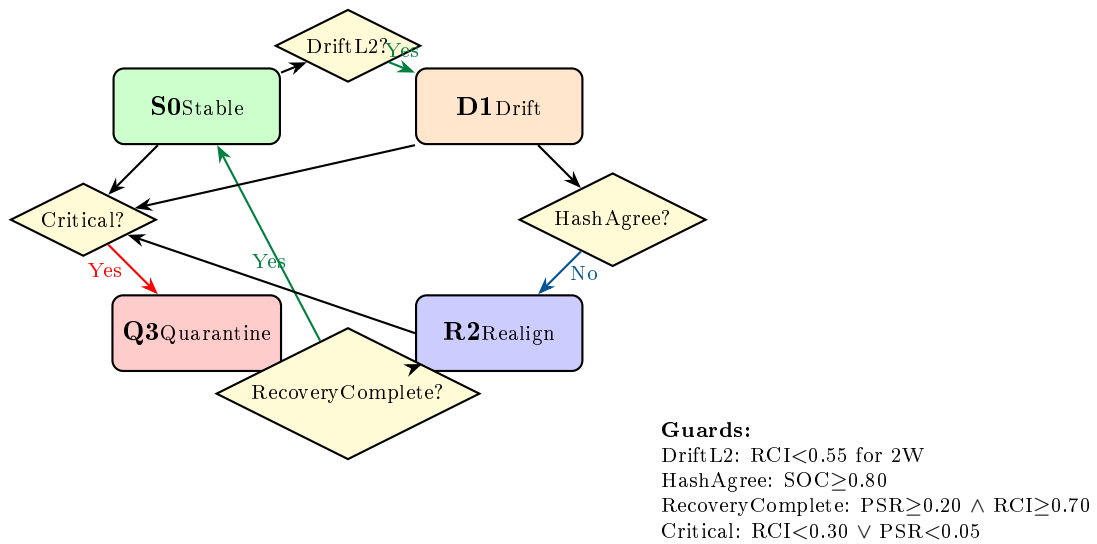 DriftL2?
Yes
S0Stable
D1Drift
Critical?
HashAgree?
Yes
Yes
No
Q3Quarantine
R2Realign
RecoveryComplete?
Guards:
DriftL2: RCI<0.55 for 2W
HashAgree: SOC≥0.80
RecoveryComplete: PSR≥0.20 ∧ RCI≥0.70
Critical: RCI<0.30 ∨ PSR<0.05